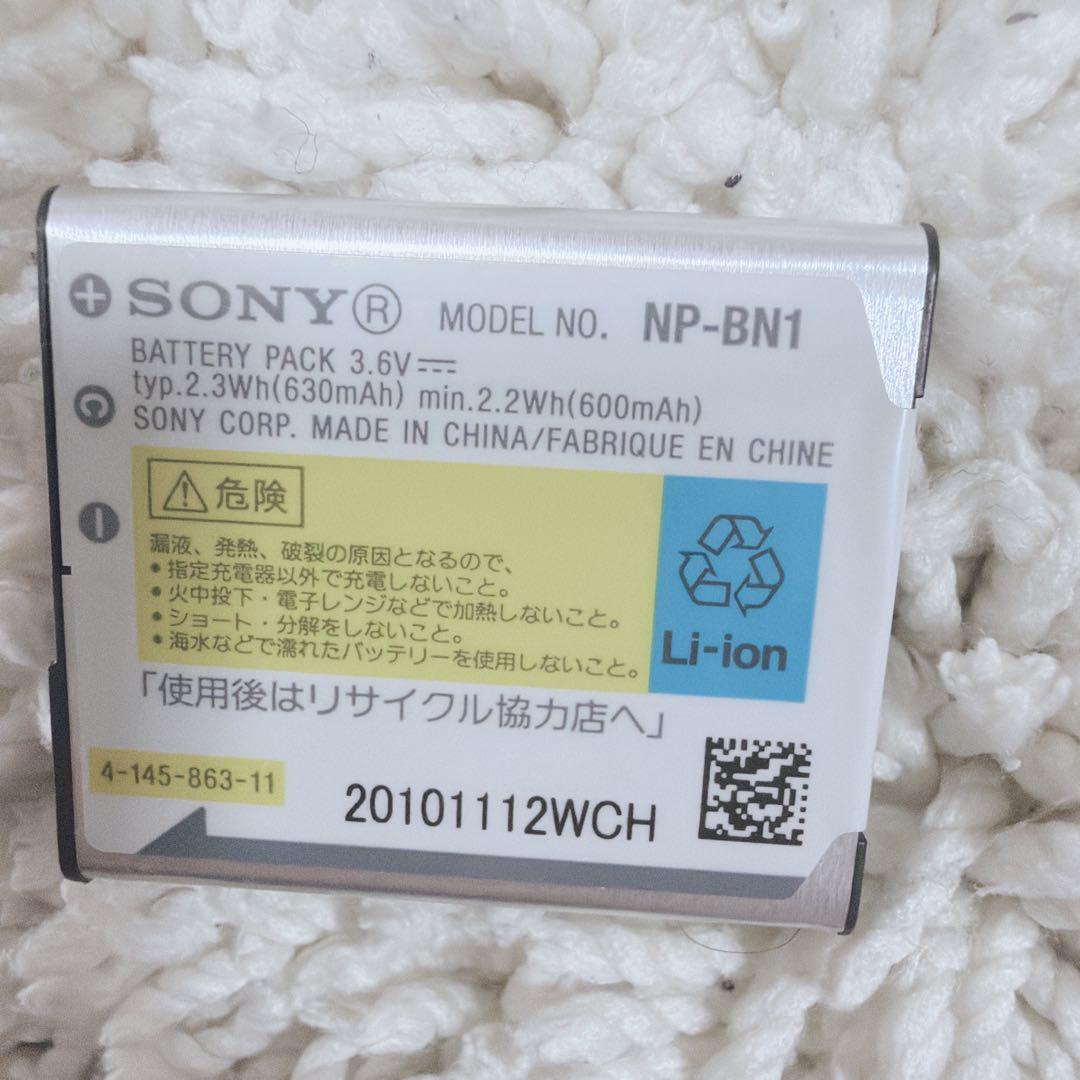 SONY®
MODEL NO. NP-BN1
BATTERY PACK 3.6V
typ.2.3Wh(630mAh) min.2.2Wh(600mAh)
SONY CORP. MADE IN CHINA/FABRIQUE EN CHINE
危険
漏液、発熱、破裂の原因となるので、
•指定充電器以外で充電しないこと。
•火中投下・電子レンジなどで加熱しないこと。
•ショート・分解をしないこと。
•海水などで濡れたバッテリーを使用しないこと。
Li-ion
「使用後はリサイクル協力店へ」
4-145-863-11
20101112WCH